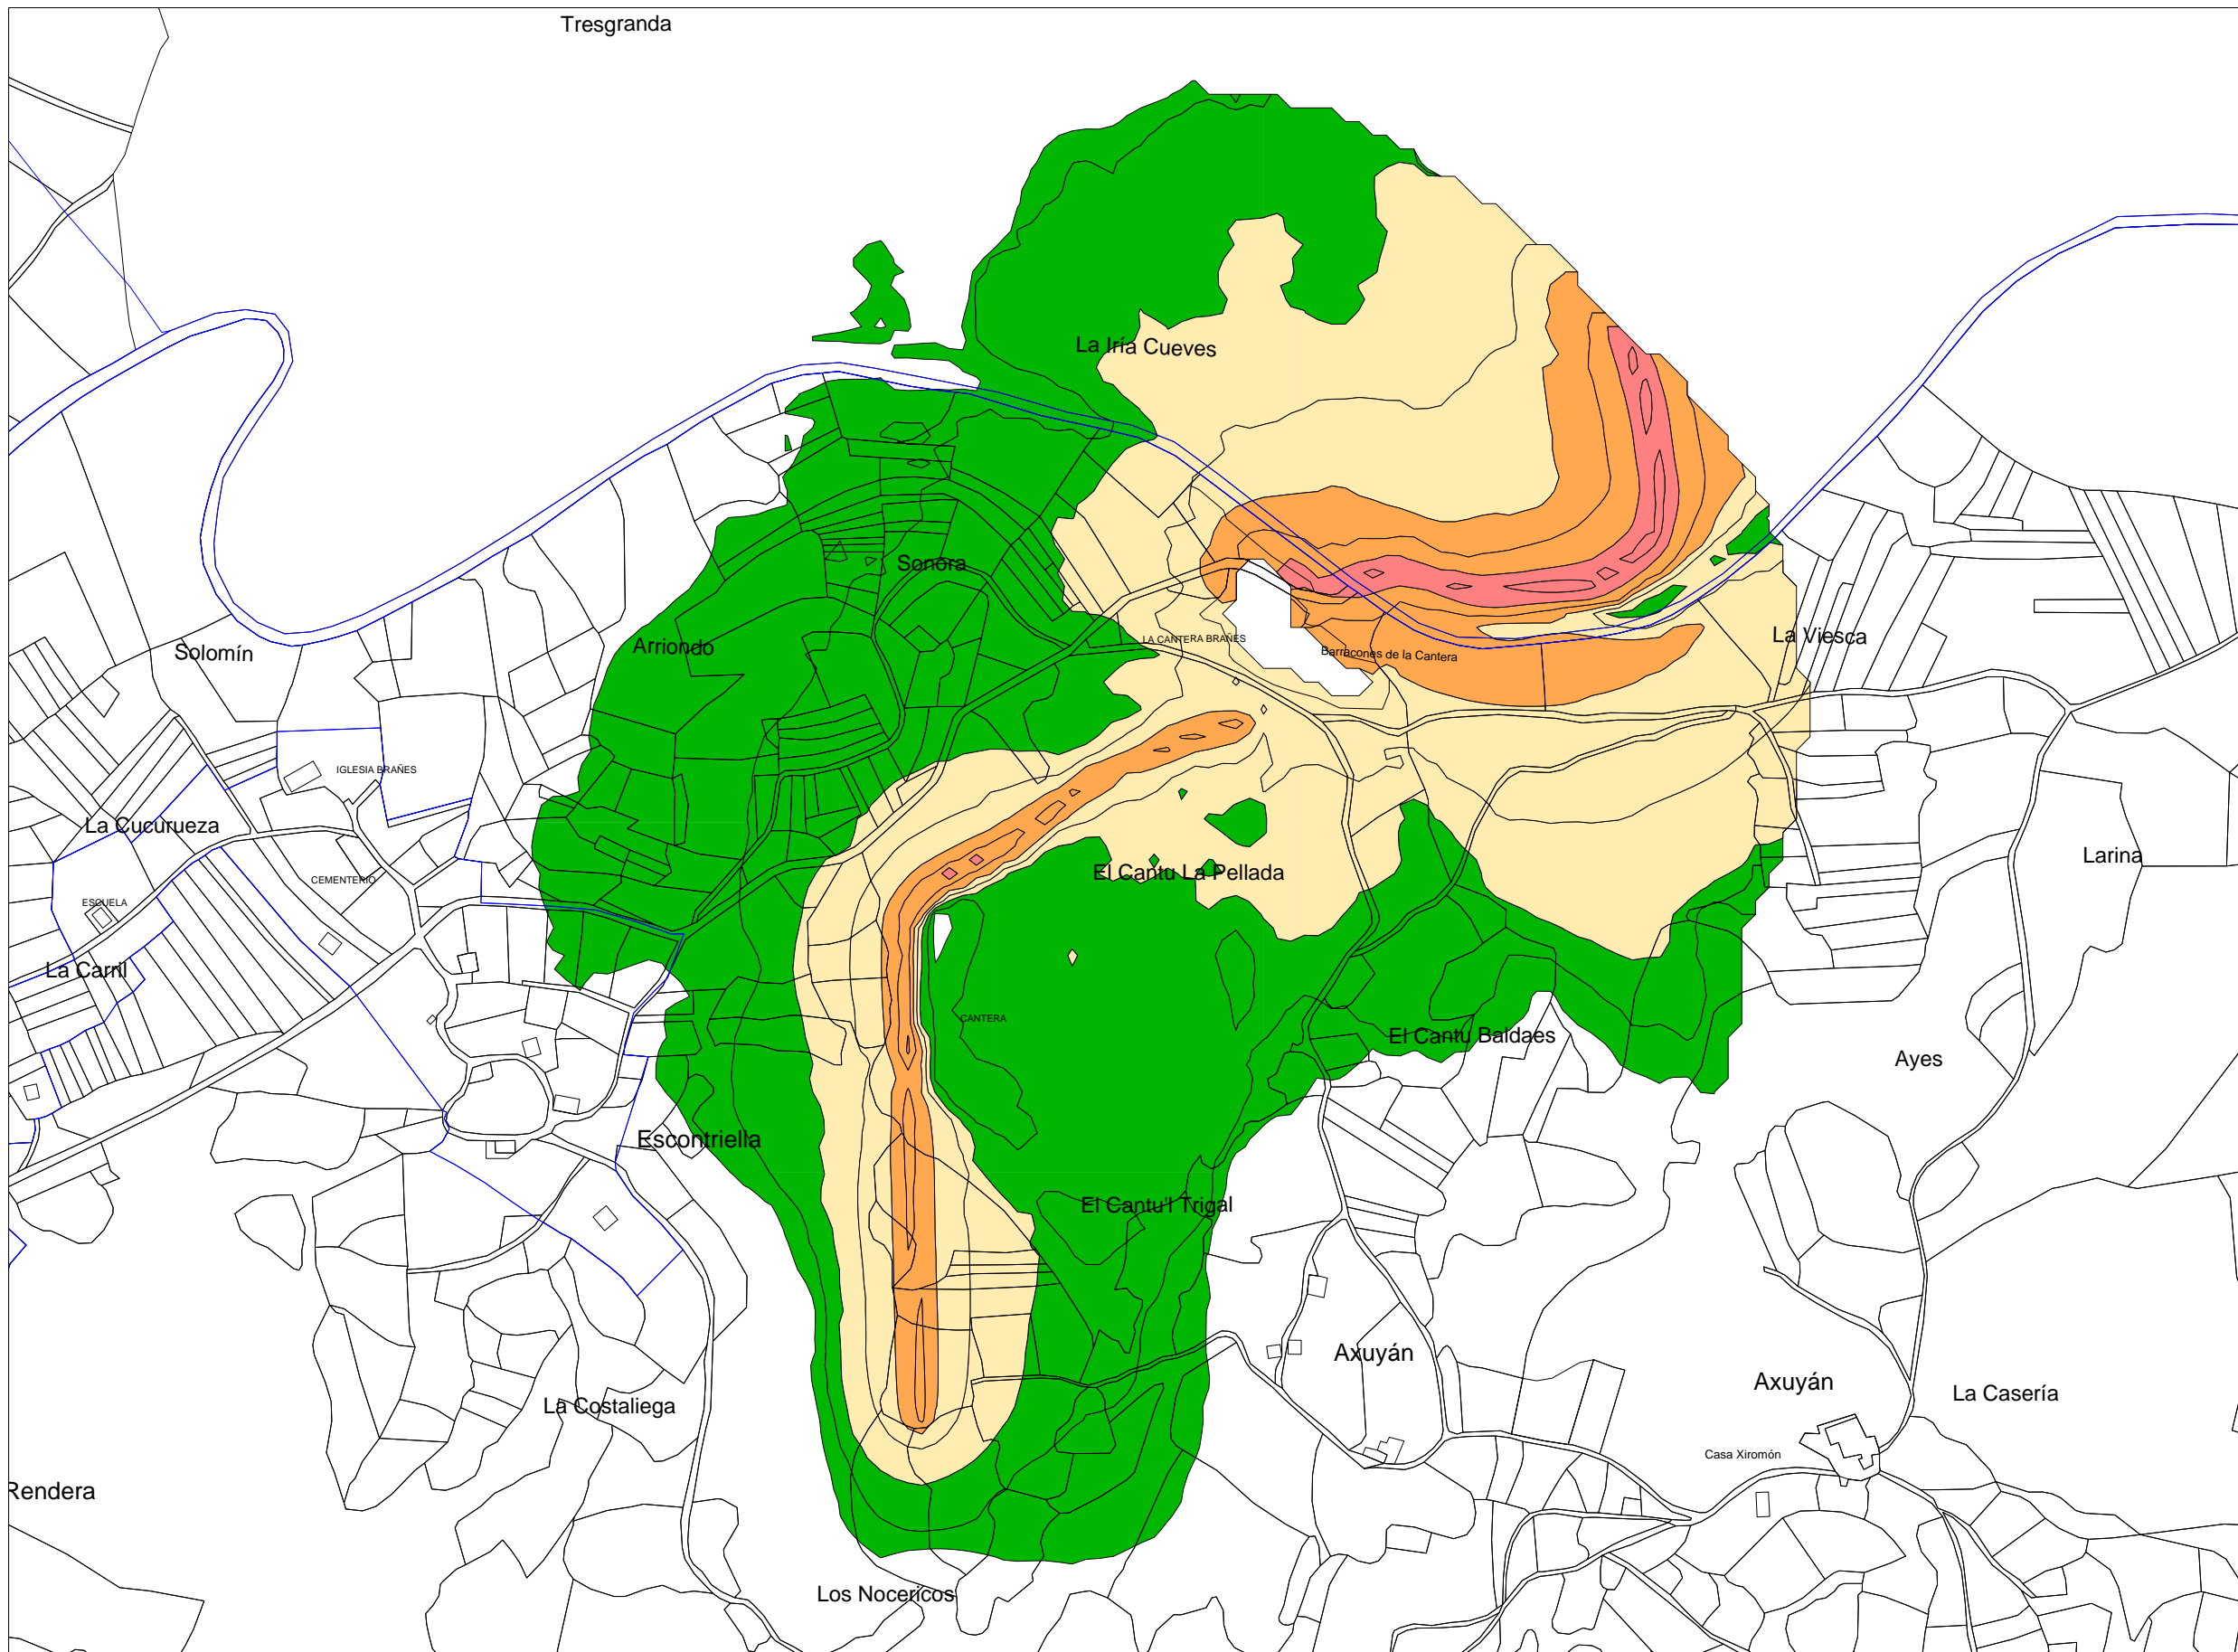 Tresgranda
La Iría Cueves
Sonora
LA CANTERA BRAÑES
La Viesca
Arriondo
Solomín
Barracones de la Cantera
IGLESIA BRAÑES
La Cucurueza
Larina
El Cantu La Pellada
CEMENTERIO
ESCUELA
La Carril
CANTERA
El Cantu Baldaes
Ayes
Escontriella
El Cantu'l Trigal
Axuyán
Axuyán
La Casería
La Costaliega
Casa Xiromón
Rendera
Los Nocericos